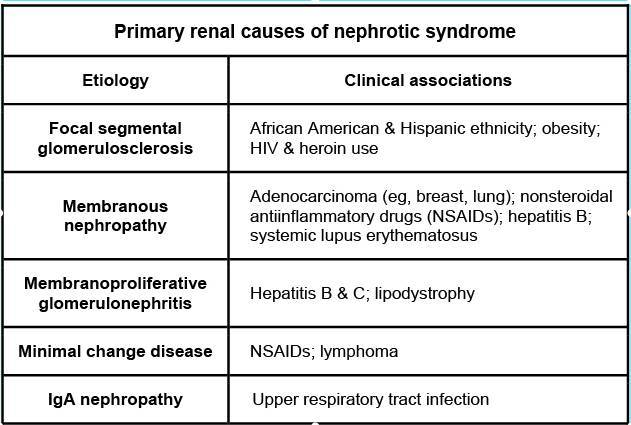 Primary renal causes of nephrotic syndrome
Etiology
Clinical associations
Focal segmental
glomerulosclerosis
African American & Hispanic ethnicity; obesity;
HIV & heroin use
Membranous
nephropathy
Adenocarcinoma (eg, breast, lung); nonsteroidal
antiinflammatory drugs (NSAIDs); hepatitis B;
systemic lupus erythematosus
Membranoproliferative
glomerulonephritis
Hepatitis B & C; lipodystrophy
Minimal change disease
NSAIDs; lymphoma
IgA nephropathy
Upper respiratory tract infection